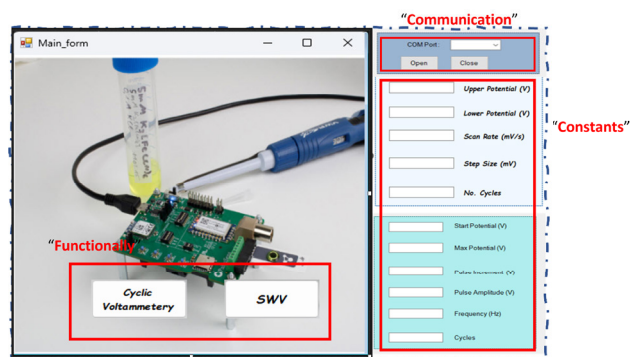 "Communication"
Main_form
COM Port :
Open Close
Upper Potential (V)
Lower Potential (V)
Scan Rate (mV/s)
"Constants"
Step Size (mV)
No. Cycles
Start Potential (V)
"Functionally
Max Potential (V)
Pulse Amplitude (V)
Cyclic
Voltammetery
SWV
Frequency (Hz)
Cycles